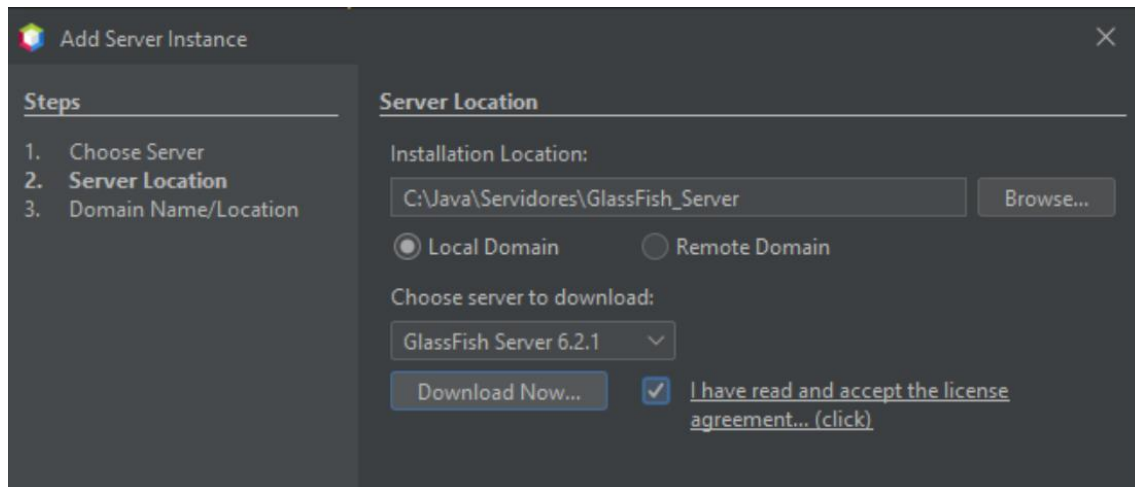 Add Server Instance
Steps
1. Choose Server
2. Server Location
3. Domain Name/Location
Server Location
Installation Location:
C:\Java\Servidores\GlassFish_Server
Browse...
Local Domain
Remote Domain
Choose server to download:
GlassFish Server 6.2.1
Download Now...
I have read and accept the license
agreement... (click)